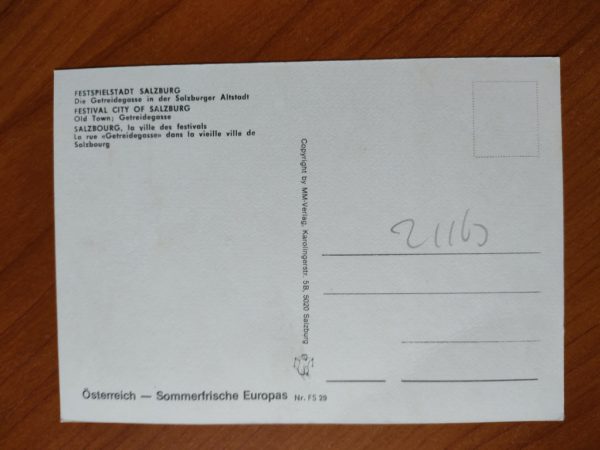 FESTSPIELSTADT SALZBURG
Die Getreidegasse in der Salzburger Altstadt
FESTIVAL CITY OF SALZBURG
Old Town; Getreidegasse
SALZBOURG, la ville des festivals
La rue «Getreidegasse» dans la vieille ville de
Salzbourg
Copyright by MM-Verlag, Karolingerstr. 5B, 5020 Salzburg
Österreich — Sommerfrische Europas Nr. FS 29